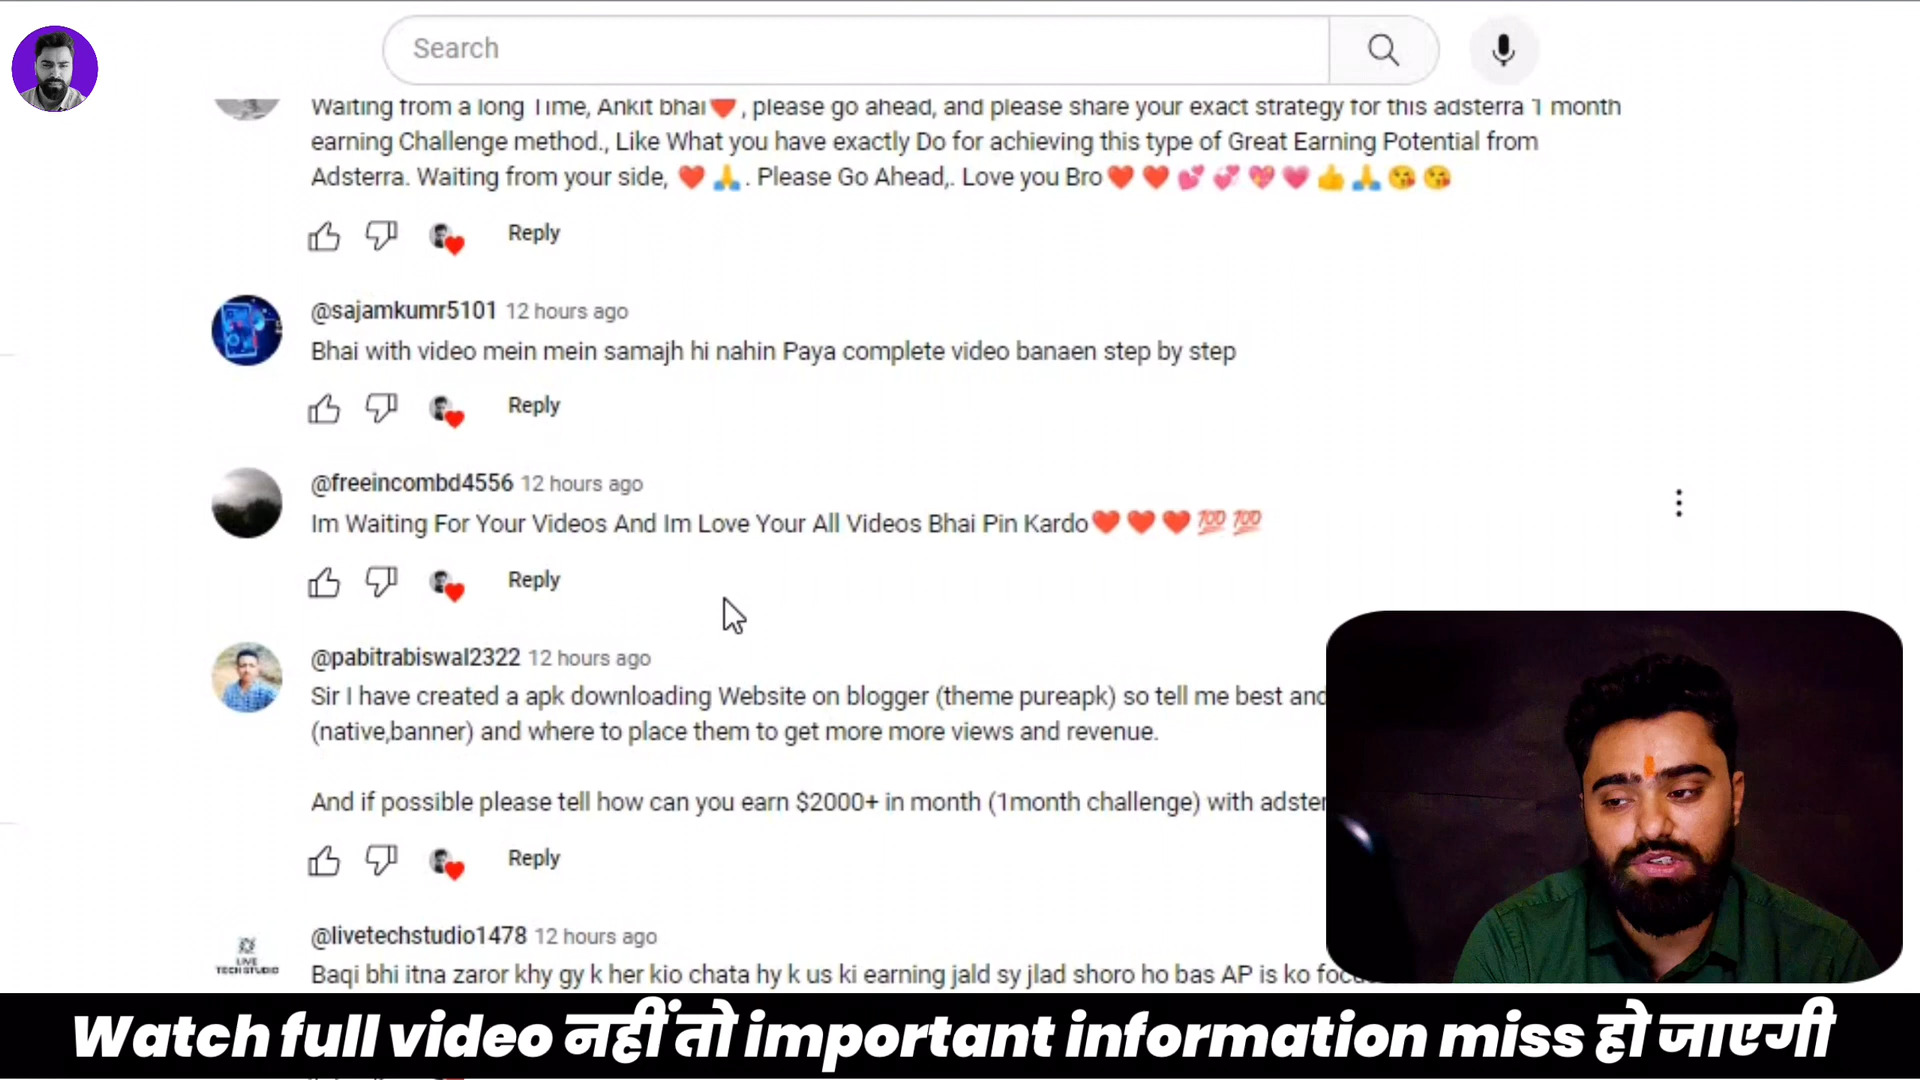 Search
Waiting from a long Time, Ankit bhai❤️, please go ahead, and please share your exact strategy for this adsterra 1 month
earning Challenge method., Like What you have exactly Do for achieving this type of Great Earning Potential from
Adsterra. Waiting from your side, ❤️🙏. Please Go Ahead,. Love you Bro❤️❤️💕💞💖💗👍🙏😘😘
Reply
@sajamkumr5101 12 hours ago
Bhai with video mein mein samajh hi nahin Paya complete video banaen step by step
Reply
@freeincombd4556 12 hours ago
Im Waiting For Your Videos And Im Love Your All Videos Bhai Pin Kardo❤️❤️❤️💯💯
Reply
@pabitrabiswal2322 12 hours ago
Sir I have created a apk downloading Website on blogger (theme pureapk) so tell me best and
(native,banner) and where to place them to get more more views and revenue.
And if possible please tell how can you earn $2000+ in month (1month challenge) with adster
Reply
LIVE
TECH STUDIO
@livetechstudio1478 12 hours ago
Baqi bhi itna zaror khy gy k her kio chata hy k us ki earning jald sy jlad shoro ho bas AP is ko
Watch full video नहीं तो important information miss हो जाएगी